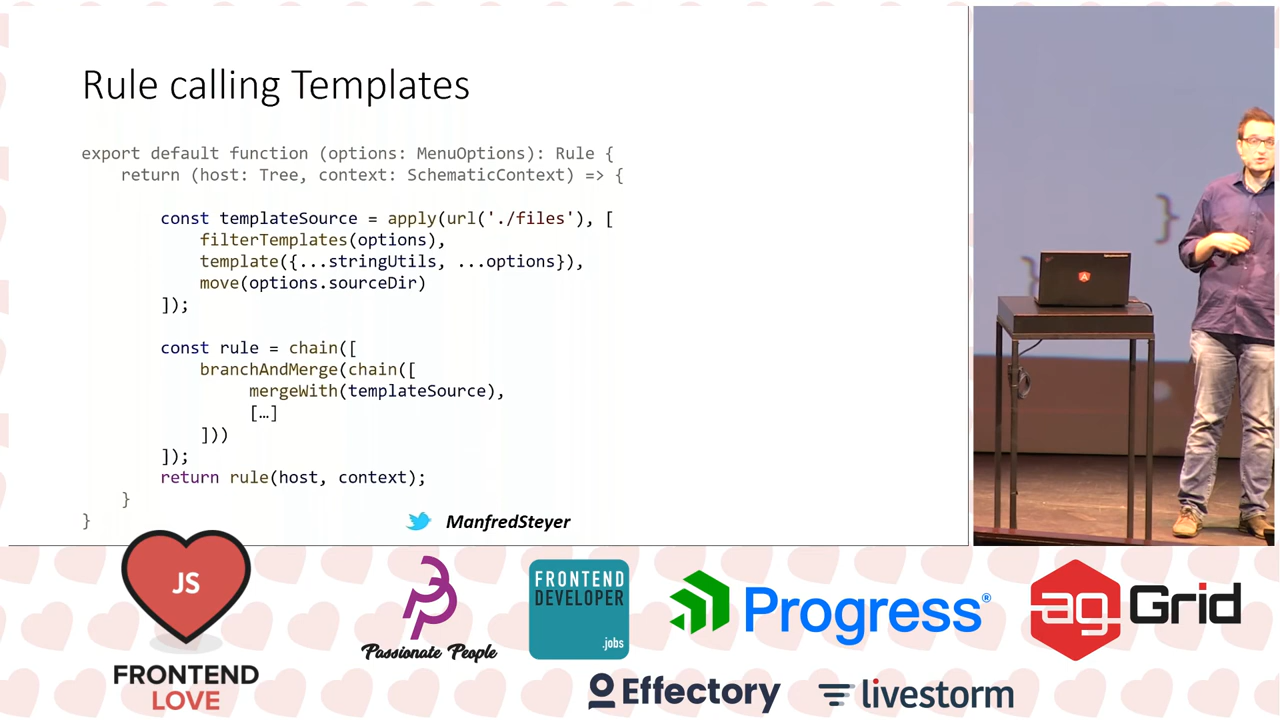 Rule calling Templates
export default function (options: MenuOptions): Rule {
return (host: Tree, context: SchematicContext) => {
const templateSource = apply(url('./files'), [
filterTemplates(options),
template({...stringUtils, ...options}),
move(options.sourceDir)
]);
const rule = chain([
branchAndMerge(chain([
mergeWith(templateSource),
[…]
]))
]);
return rule(host, context);
}
}
ManfredSteyer
JS
FRONTEND
LOVE
Passionate People
FRONTEND
DEVELOPER
.jobs
Progress®
ag Grid
Effectory
livestorm